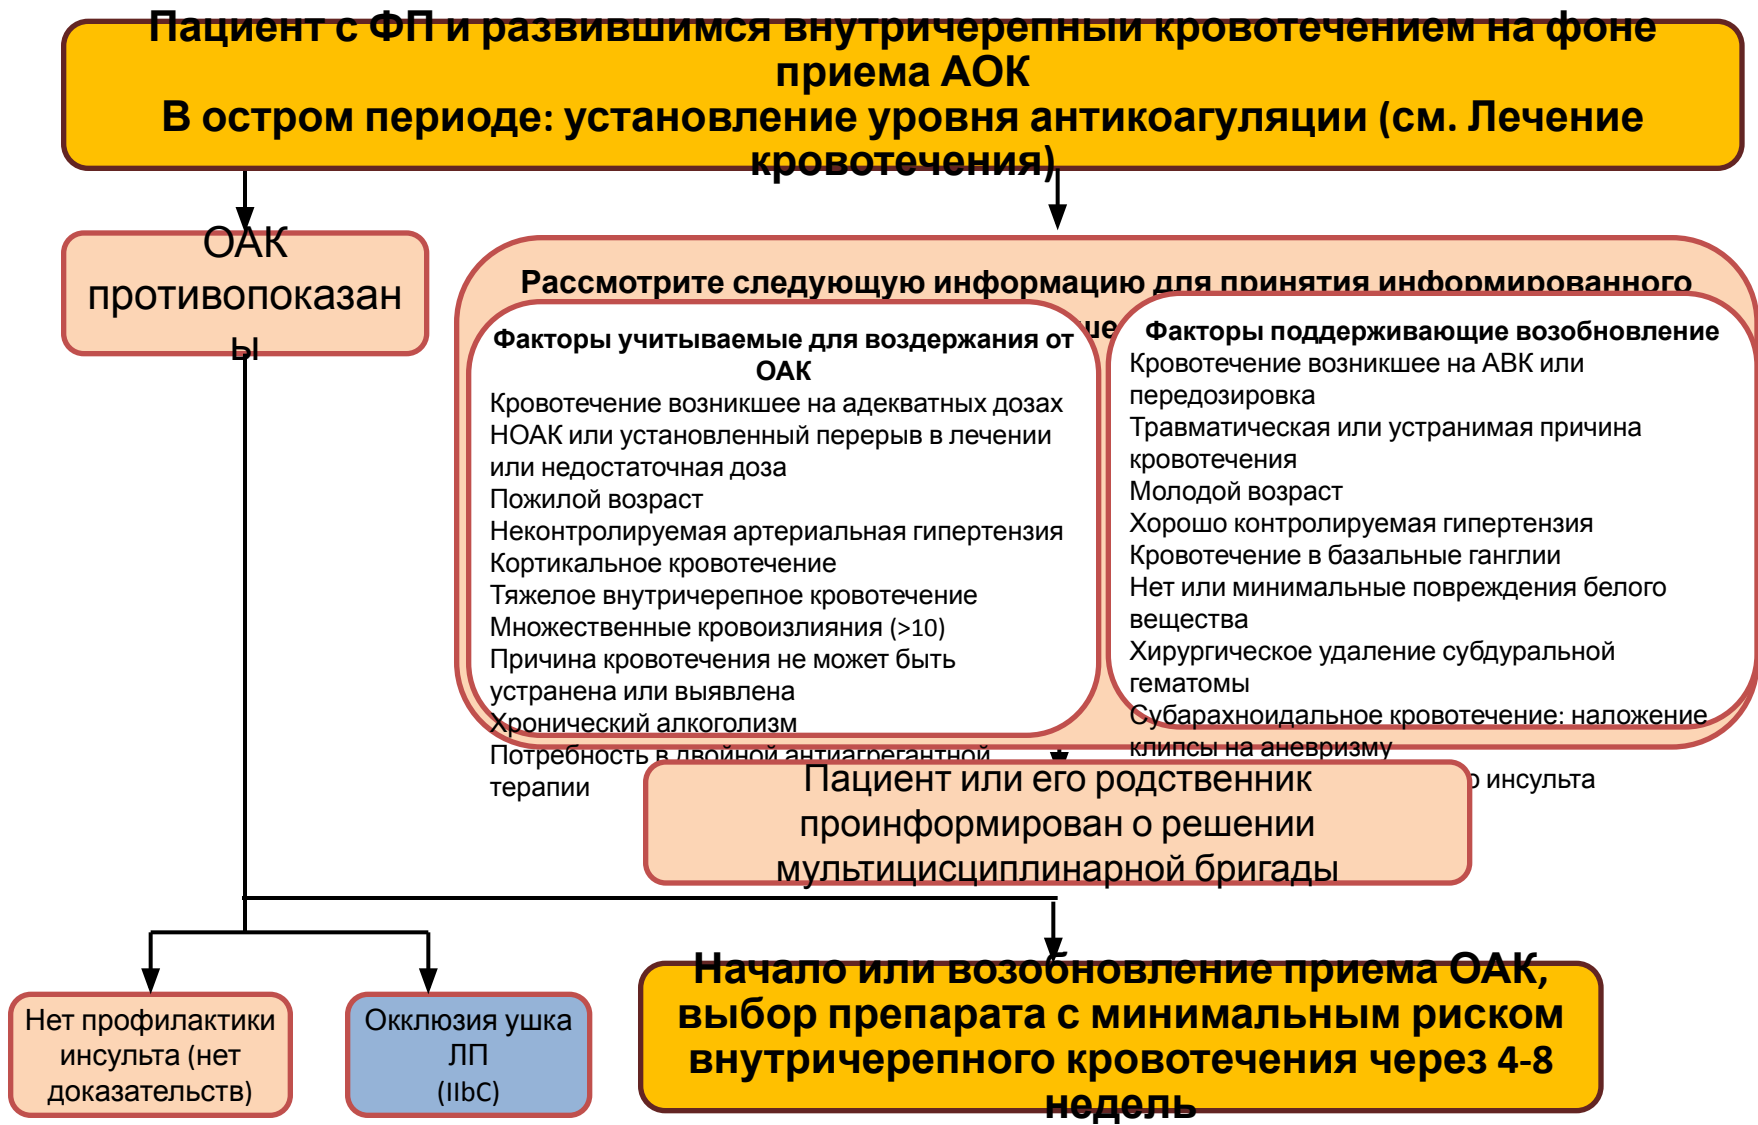 Пациент с ФП и развившимся внутричерепный кровотечением на фоне
приема АОК
В остром периоде: установление уровня антикоагуляции (см. Лечение
кровотечения)
ОАК
противопоказан
ы
Рассмотрите следующую информацию для принятия информированного
ше
Факторы учитываемые для воздержания от
ОАК
Кровотечение возникшее на адекватных дозах
НОАК или установленный перерыв в лечении
или недостаточная доза
Пожилой возраст
Неконтролируемая артериальная гипертензия
Кортикальное кровотечение
Тяжелое внутричерепное кровотечение
Множественные кровоизлияния (>10)
Причина кровотечения не может быть
устранена или выявлена
Хронический алкоголизм
Потребность в двойной антиагрегантной
терапии
Факторы поддерживающие возобновление
Кровотечение возникшее на АВК или
передозировка
Травматическая или устранимая причина
кровотечения
Молодой возраст
Хорошо контролируемая гипертензия
Кровотечение в базальные ганглии
Нет или минимальные повреждения белого
вещества
Хирургическое удаление субдуральной
гематомы
Субарахноидальное кровотечение: наложение
клипсы на аневризму
инсульта
Пациент или его родственник
проинформирован о решении
мультицисциплинарной бригады
Нет профилактики
инсульта (нет
доказательств)
Окклюзия ушка
ЛП
(IIbC)
Начало или возобновление приема ОАК,
выбор препарата с минимальным риском
внутричерепного кровотечения через 4-8
недель